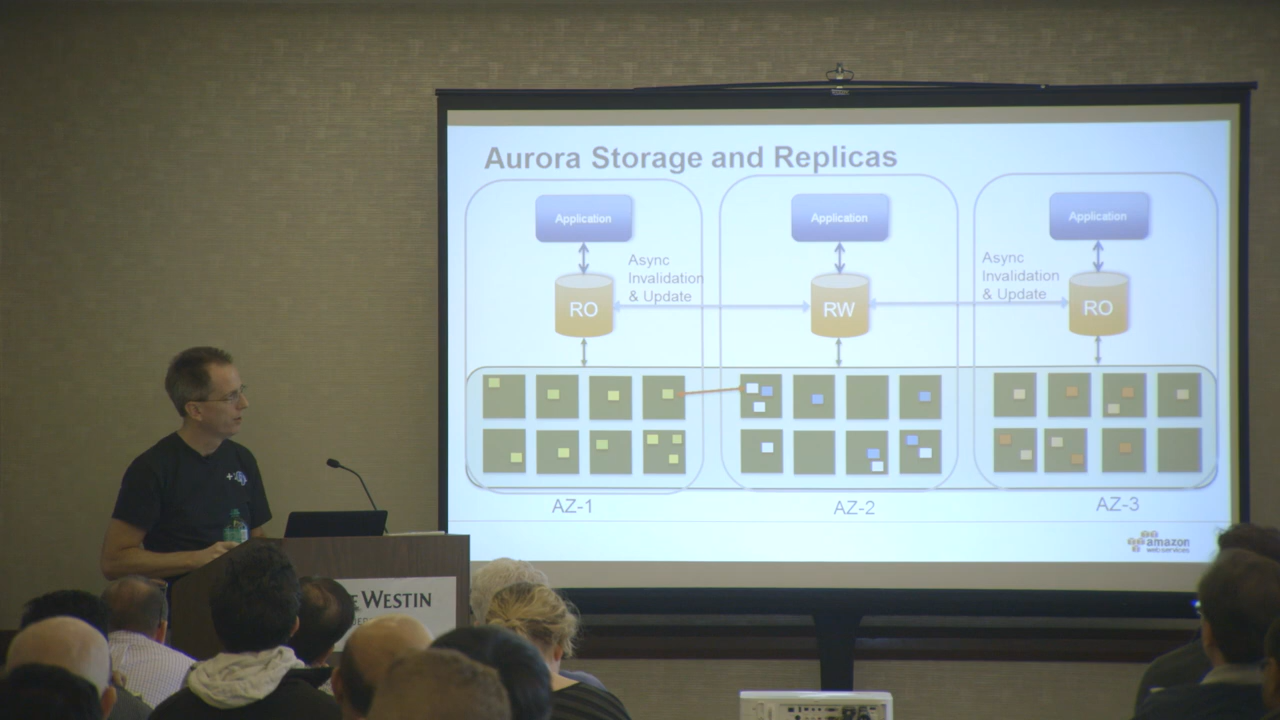 Aurora Storage and Replicas
Application
Application
Application
Async
Invalidation
& Update
Async
Invalidation
& Update
RO
RW
RO
AZ-1
AZ-2
AZ-3
amazon
web services
WESTIN